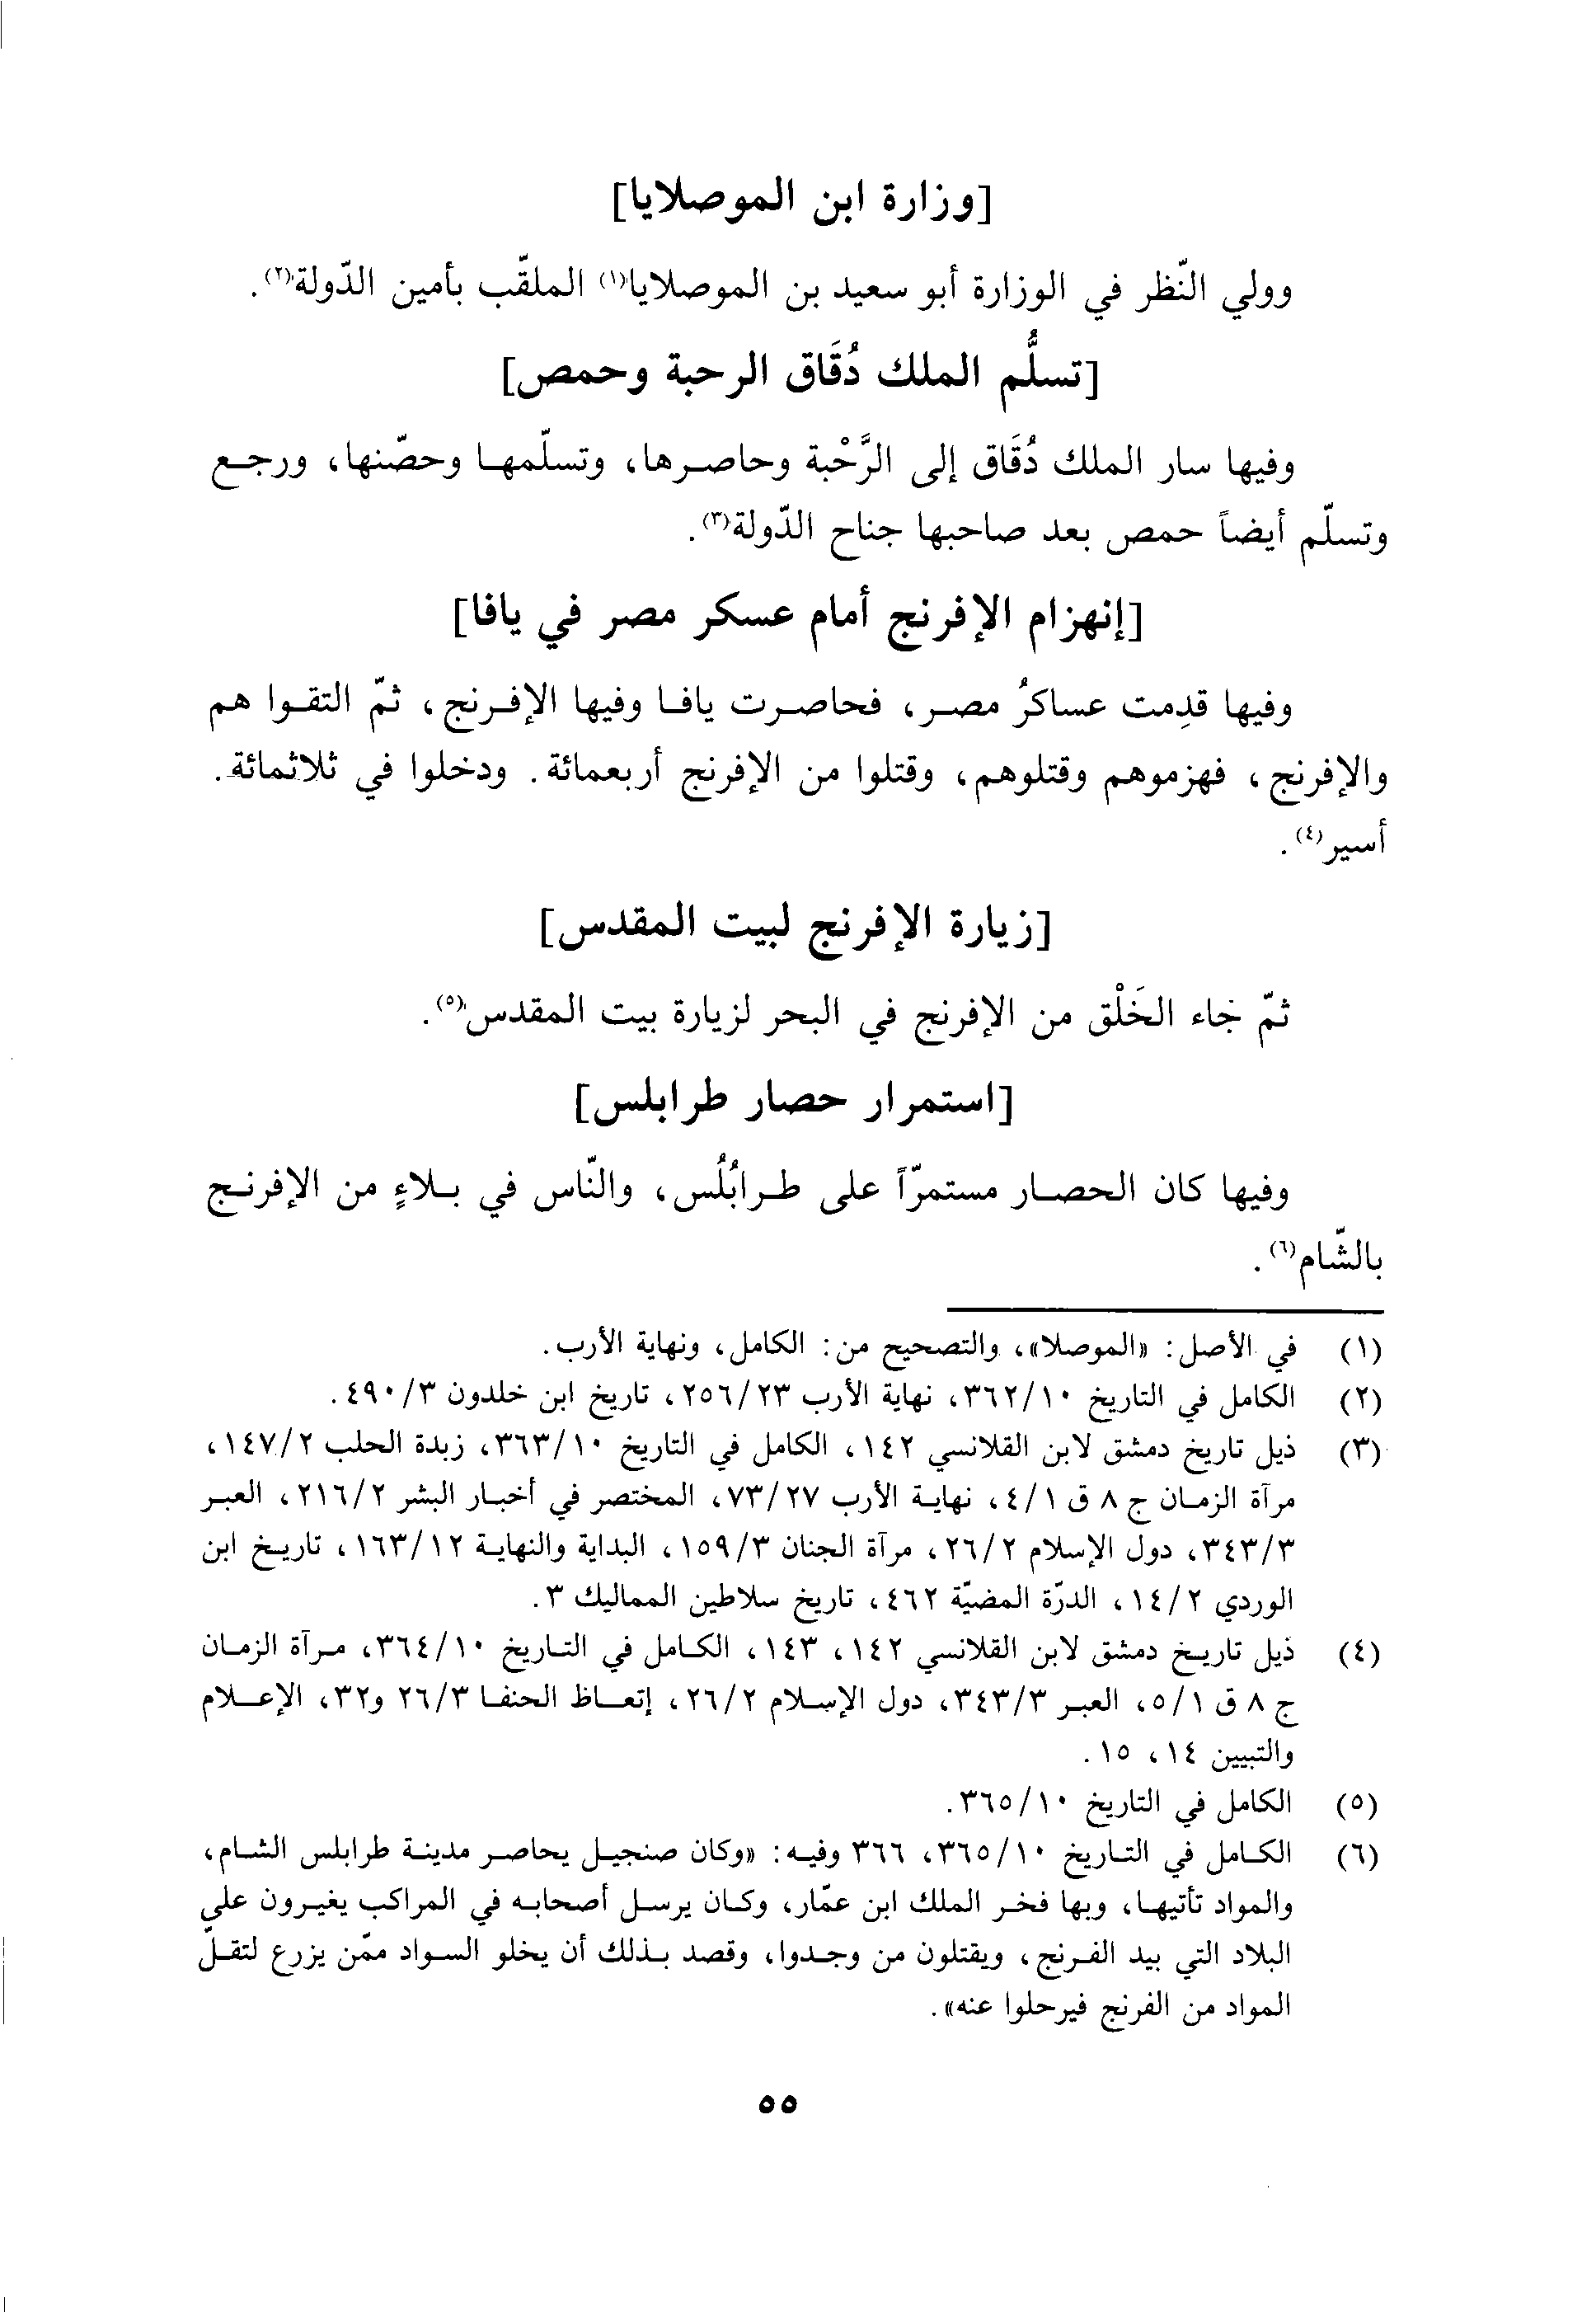 [وزارة ابن الموصلايا]
وولي النّظر في الوزارة أبو سعيد بن الموصلايا(١) الملقّب بأمين الدّولة(٢).
[تسلُّم الملك دُقَاق الرحبة وحمص]
وفيها سار الملك دُقَاق إلى الرَّحْبة وحاصرها، وتسلّمها وحصّنها، ورجع
وتسلّم أيضاً حمص بعد صاحبها جناح الدّولة(٣).
[إنهزام الإفرنج أمام عسكر مصر في يافا]
وفيها قدِمت عساكرُ مصر، فحاصرت يافا وفيها الإفرنج، ثمّ التقوا هم
والإفرنج، فهزموهم وقتلوهم، وقتلوا من الإفرنج أربعمائة. ودخلوا في ثلاثمائة.
أسير(٤).
[زيارة الإفرنج لبيت المقدس]
ثمّ جاء الخَلْق من الإفرنج في البحر لزيارة بيت المقدس(٥).
[استمرار حصار طرابلس]
وفيها كان الحصار مستمرّاً على طرابُلُس، والنّاس في بلاءٍ من الإفرنج
بالشّام(٦).
(١) في الأصل: «الموصلا»، والتصحيح من: الكامل، ونهاية الأرب.
(٢) الكامل في التاريخ ٣٦٢/١٠، نهاية الأرب ٢٥٦/٢٣، تاريخ ابن خلدون ٤٩٠/٣.
(٣) ذيل تاريخ دمشق لابن القلانسي ١٤٢، الكامل في التاريخ ٣٦٣/١٠، زبدة الحلب ١٤٧/٢،
مرآة الزمان ج ٨ ق ٤/١، نهاية الأرب ٧٣/٢٧، المختصر في أخبار البشر ٢١٦/٢، العبر
٣٤٣/٣، دول الإسلام ٢٦/٢، مرآة الجنان ١٥٩/٣، البداية والنهاية ١٦٣/١٢، تاريخ ابن
الوردي ١٤/٢، الدرّة المضيّة ٤٦٢، تاريخ سلاطين المماليك ٣.
(٤) ذيل تاريخ دمشق لابن القلانسي ١٤٢، ١٤٣، الكامل في التاريخ ٣٦٤/١٠، مرآة الزمان
ج ٨ ق ٥/١، العبر ٣٤٣/٣، دول الإسلام ٢٦/٢، إتعاظ الحنفا ٢٦/٣ و٣٢، الإعلام
والتبيين ١٤، ١٥.
(٥) الكامل في التاريخ ٣٦٥/١٠.
(٦) الكامل في التاريخ ٣٦٥/١٠، ٣٦٦ وفيه: «وكان صنجيل يحاصر مدينة طرابلس الشام،
والمواد تأتيها، وبها فخر الملك ابن عمّار، وكان يرسل أصحابه في المراكب يغيرون على
البلاد التي بيد الفرنج، ويقتلون من وجدوا، وقصد بذلك أن يخلو السواد ممّن يزرع لتقلّ
المواد من الفرنج فيرحلوا عنه».
٥٥